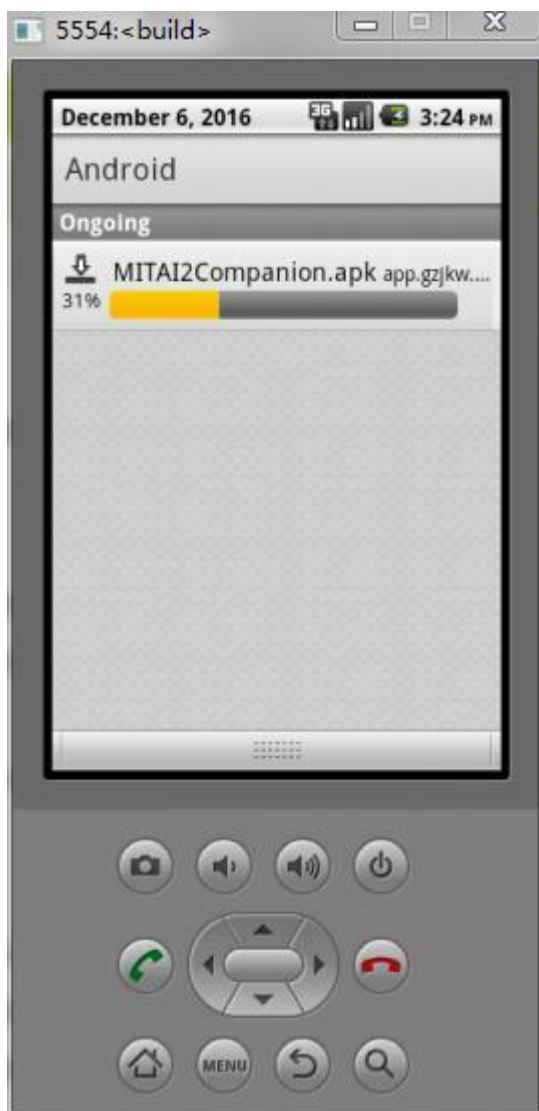 5554:<build>
December 6, 2016 3G 3:24 PM
Android
Ongoing
MITAI2Companion.apk app.gzjkw....
31%
MENU